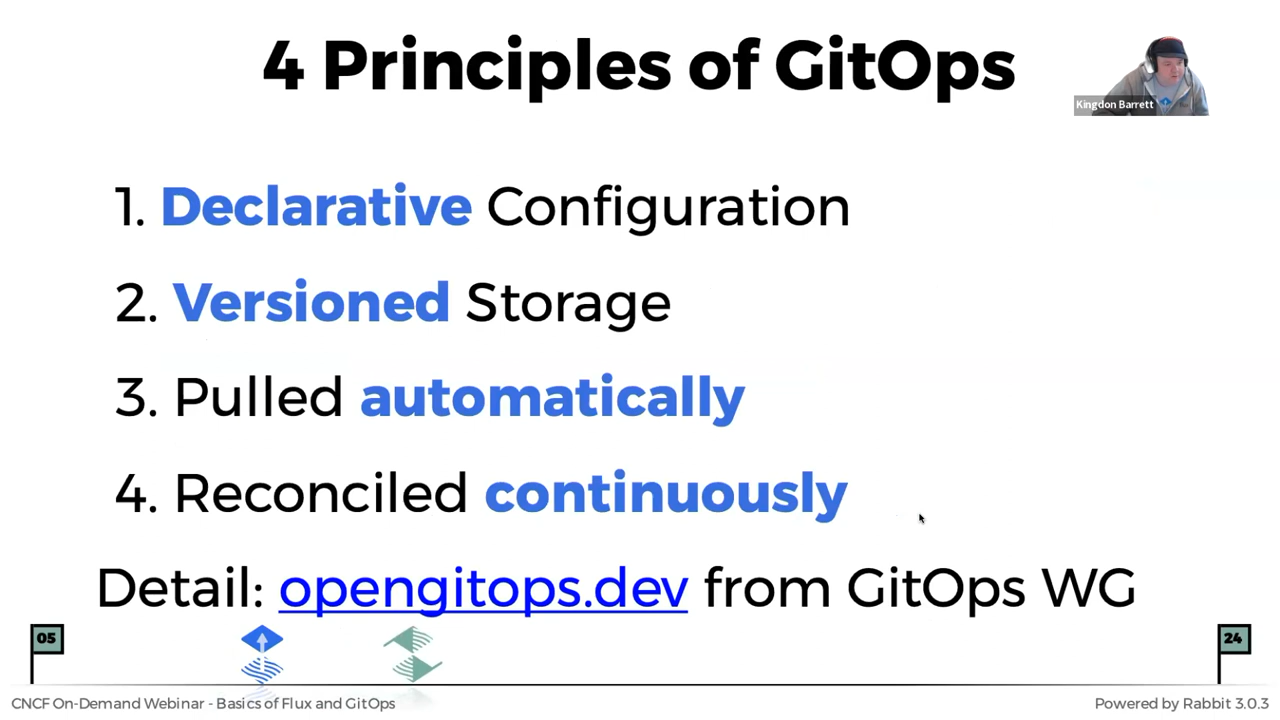 4 Principles of GitOps
Kingdon Barrett
1. Declarative Configuration
2. Versioned Storage
3. Pulled automatically
4. Reconciled continuously
Detail: opengitops.dev from GitOps WG
05
24
CNCF On-Demand Webinar - Basics of Flux and GitOps
Powered by Rabbit 3.0.3